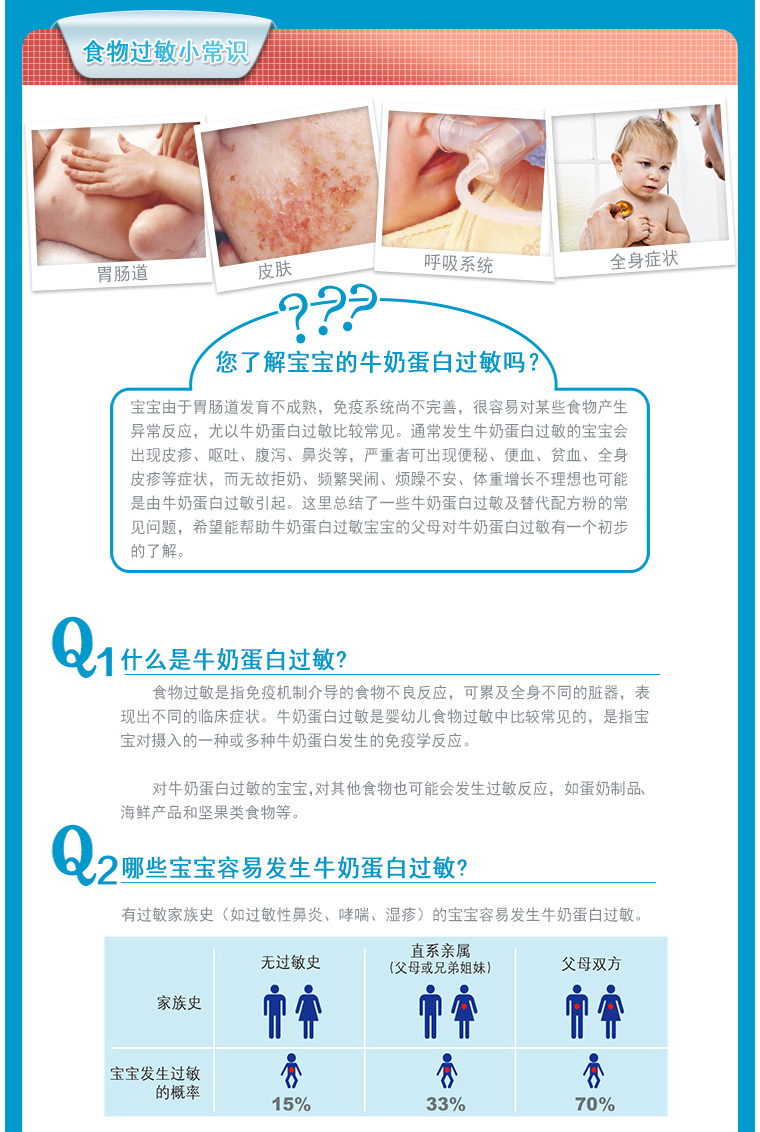 食物过敏小常识
胃肠道
皮肤
呼吸系统
全身症状
???
您了解宝宝的牛奶蛋白过敏吗?
宝宝由于胃肠道发育不成熟，免疫系统尚不完善，很容易对某些食物产生
异常反应，尤以牛奶蛋白过敏比较常见。通常发生牛奶蛋白过敏的宝宝会
出现皮疹、呕吐、腹泻、鼻炎等，严重者可出现便秘、便血、贫血、全身
皮疹等症状，而无故拒奶、频繁哭闹、烦躁不安、体重增长不理想也可能
是由牛奶蛋白过敏引起。这里总结了一些牛奶蛋白过敏及替代配方粉的常
见问题，希望能帮助牛奶蛋白过敏宝宝的父母对牛奶蛋白过敏有一个初步
的了解。
Q1 什么是牛奶蛋白过敏?
食物过敏是指免疫机制介导的食物不良反应，可累及全身不同的脏器，表
现出不同的临床症状。牛奶蛋白过敏是婴幼儿食物过敏中比较常见的，是指宝
宝对摄入的一种或多种牛奶蛋白发生的免疫学反应。
对牛奶蛋白过敏的宝宝,对其他食物也可能会发生过敏反应，如蛋奶制品、
海鲜产品和坚果类食物等。
Q2 哪些宝宝容易发生牛奶蛋白过敏?
有过敏家族史（如过敏性鼻炎、哮喘、湿疹）的宝宝容易发生牛奶蛋白过敏。
无过敏史
直系亲属
(父母或兄弟姐妹)
父母双方
家族史
宝宝发生过敏
的概率
15%
33%
70%